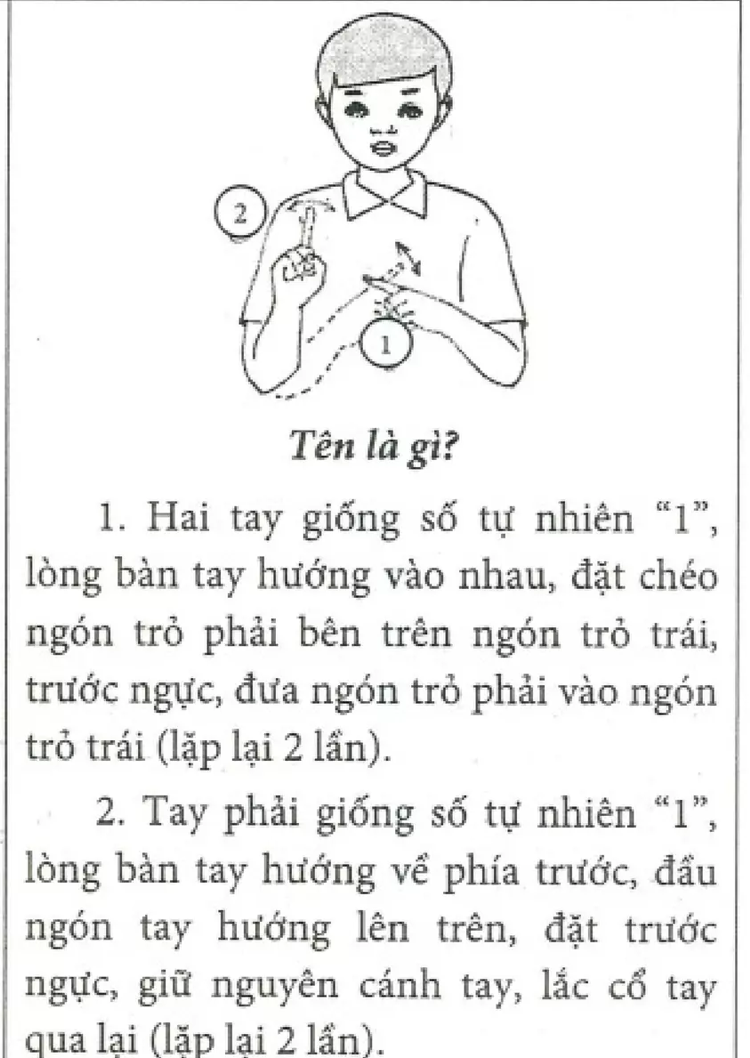 2
1
Tên là gì?
1. Hai tay giống số tự nhiên “1”,
lòng bàn tay hướng vào nhau, đặt chéo
ngón trỏ phải bên trên ngón trỏ trái,
trước ngực, đưa ngón trỏ phải vào ngón
trỏ trái (lặp lại 2 lần).
2. Tay phải giống số tự nhiên “1”,
lòng bàn tay hướng về phía trước, đầu
ngón tay hướng lên trên, đặt trước
ngực, giữ nguyên cánh tay, lắc cổ tay
qua lại (lặp lại 2 lần).